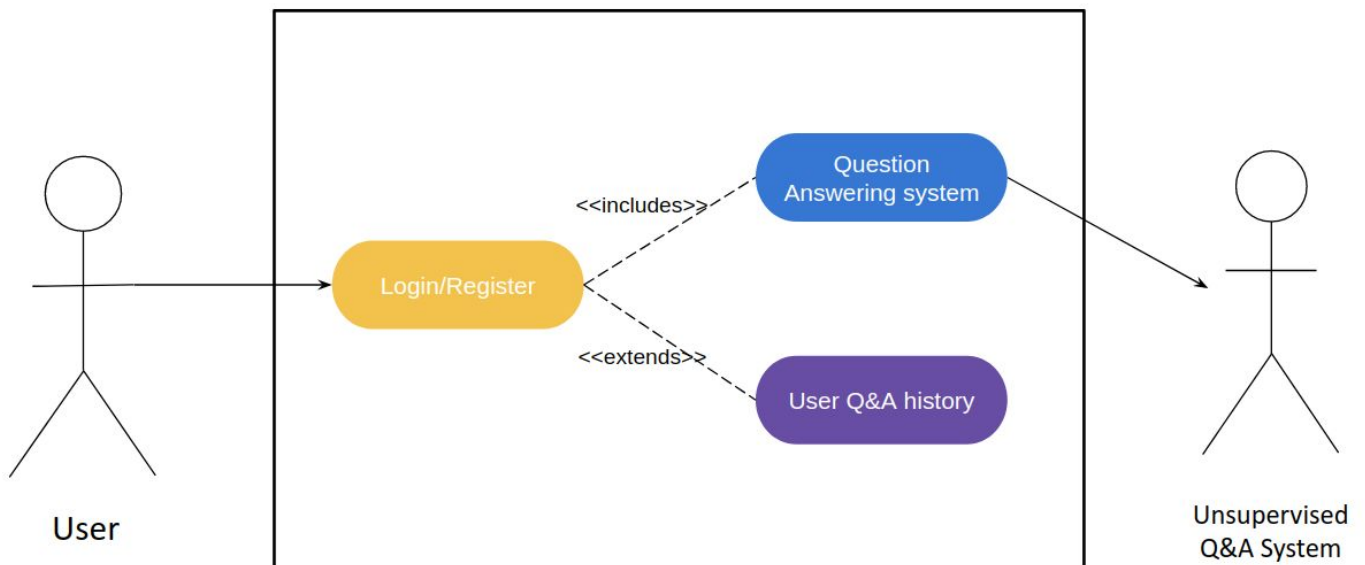 Question
Answering system
<<includes>>
Login/Register
<<extends>>
User Q&A history
User
Unsupervised
Q&A System